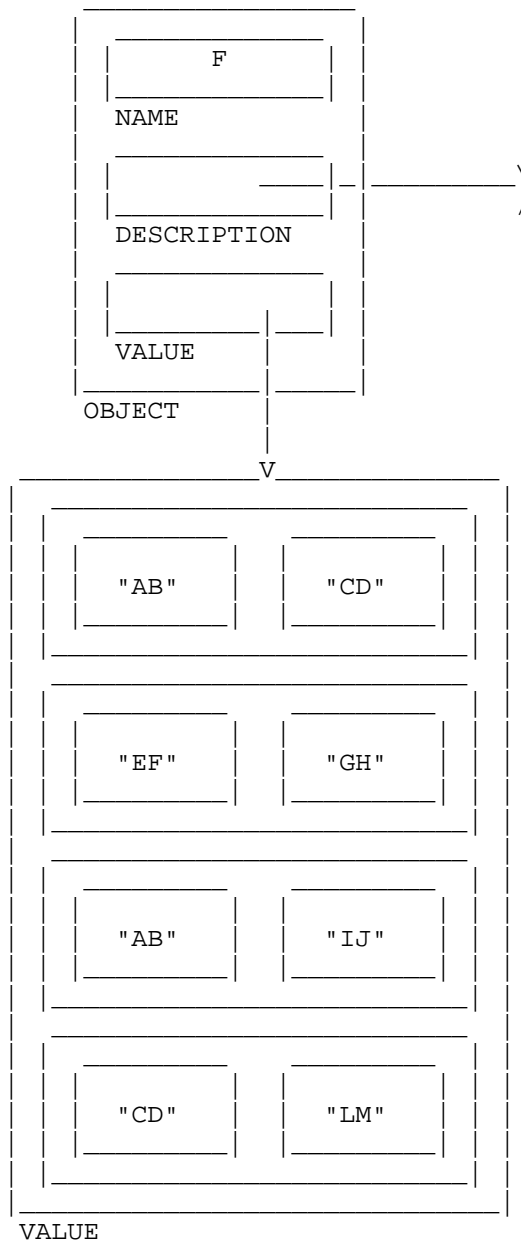 F
NAME
DESCRIPTION
VALUE
OBJECT
V
"AB" "CD"
"EF" "GH"
"AB" "IJ"
"CD" "LM"
VALUE